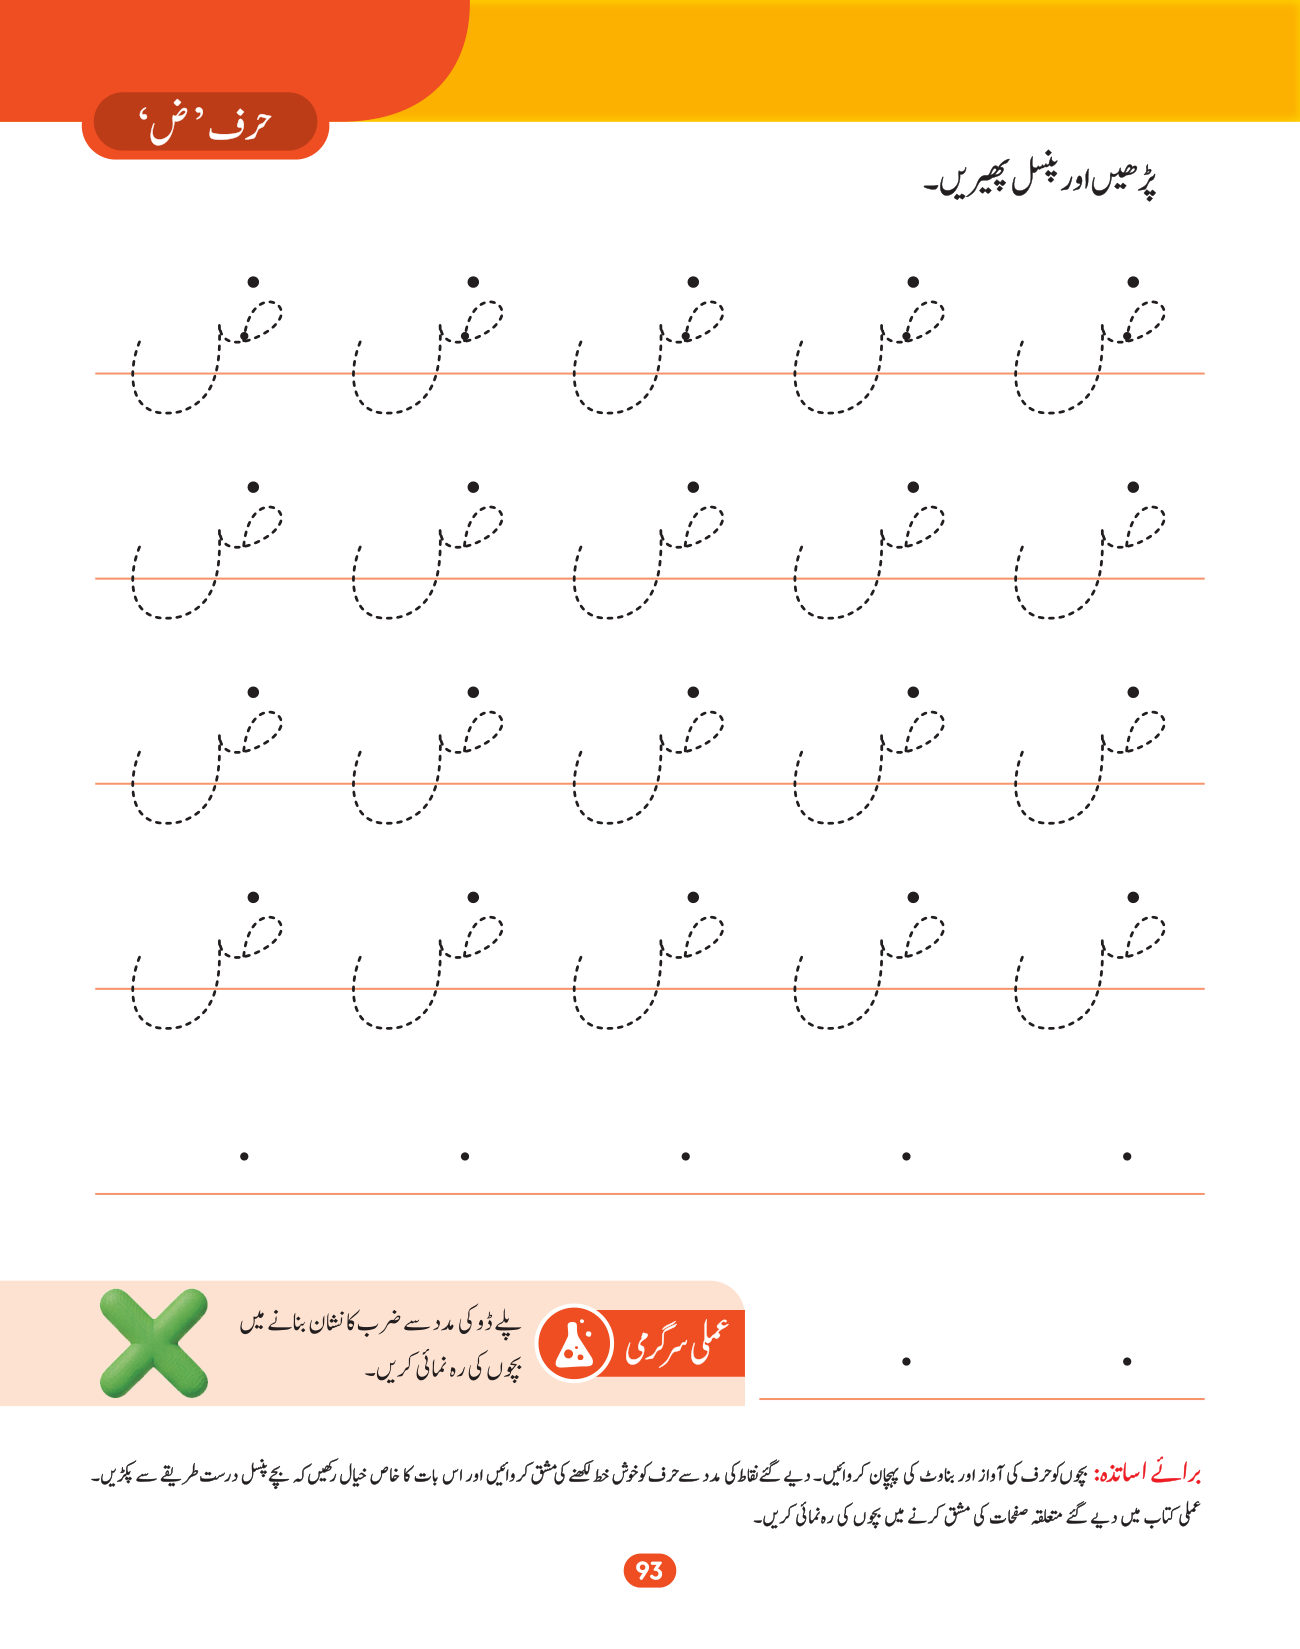 حرف ’ض‘
پڑھیں اور پنسل پھیریں۔
ض ض ض ض ض
ض ض ض ض ض
ض ض ض ض ض
ض ض ض ض ض
عملی سرگرمی
پلے ڈو کی مدد سے ضرب کا نشان بنانے میں
بچوں کی رہ نمائی کریں۔
برائے اساتذہ: بچوں کو حرف کی آواز اور بناوٹ کی پہچان کروائیں۔ دیے گئے نقاط کی مدد سے حرف کو خوش خط لکھنے کی مشق کروائیں اور اس بات کا خاص خیال رکھیں کہ بچے پنسل درست طریقے سے پکڑیں۔
عملی کتاب میں دیے گئے متعلقہ صفحات کی مشق کرنے میں بچوں کی رہ نمائی کریں۔
93